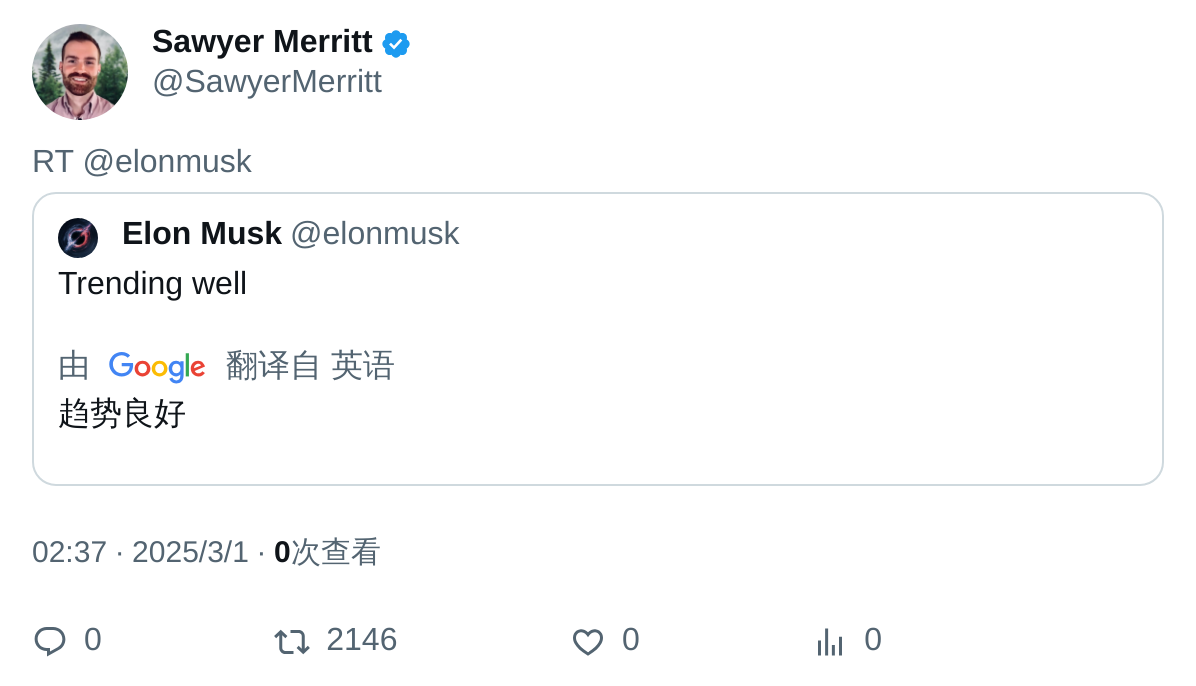 Sawyer Merritt
@SawyerMerritt
RT @elonmusk
Elon Musk @elonmusk
Trending well
由 Google 翻译自 英语
趋势良好
02:37 · 2025/3/1 · 0次查看
0 2146 0 0